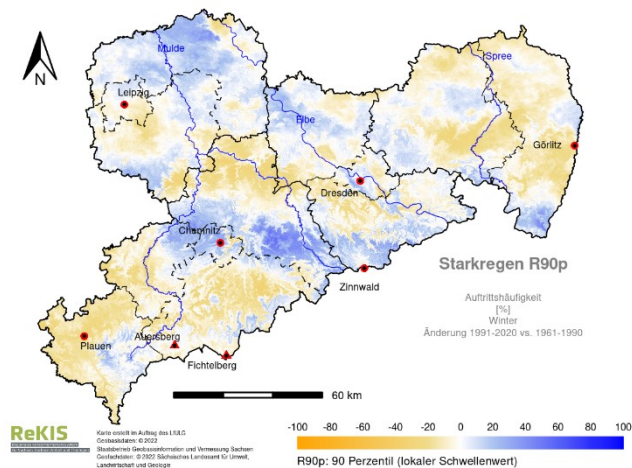 Mulde
Spree
Leipzig
Elbe
Görlitz
Dresden
Chemnitz
Starkregen R90p
Zinnwald
Auftrittshäufigkeit
[%]
Winter
Änderung 1991-2020 vs. 1961-1990
Plauen
Auersberg
Fichtelberg
N
60 km
ReKIS
Karte erstellt im Auftrag des LfULG
Geobasisdaten: © 2022
Staatsbetrieb Geobasisinformation und Vermessung Sachsen
Geofachdaten: © 2022 Sächsisches Landesamt für Umwelt,
Landwirtschaft und Geologie
-100 -80 -60 -40 -20 0 20 40 60 80 100
R90p: 90 Perzentil (lokaler Schwellenwert)